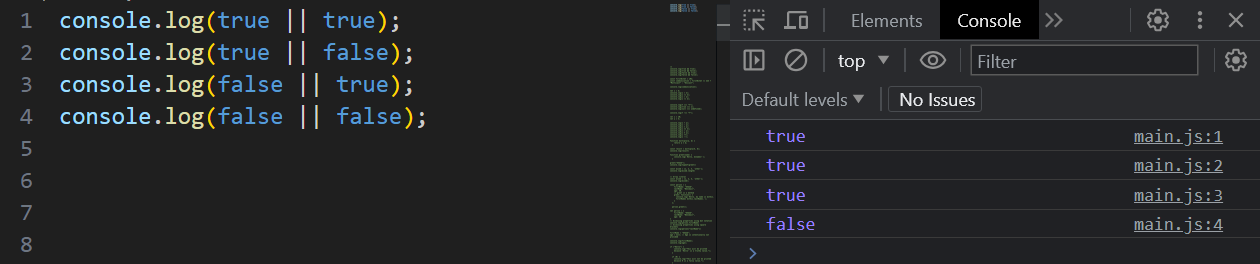 1 console.log(true || true);
2 console.log(true || false);
3 console.log(false || true);
4 console.log(false || false);
5
6
7
8
Elements Console
top Filter
Default levels No Issues
true main.js:1
true main.js:2
true main.js:3
false main.js:4